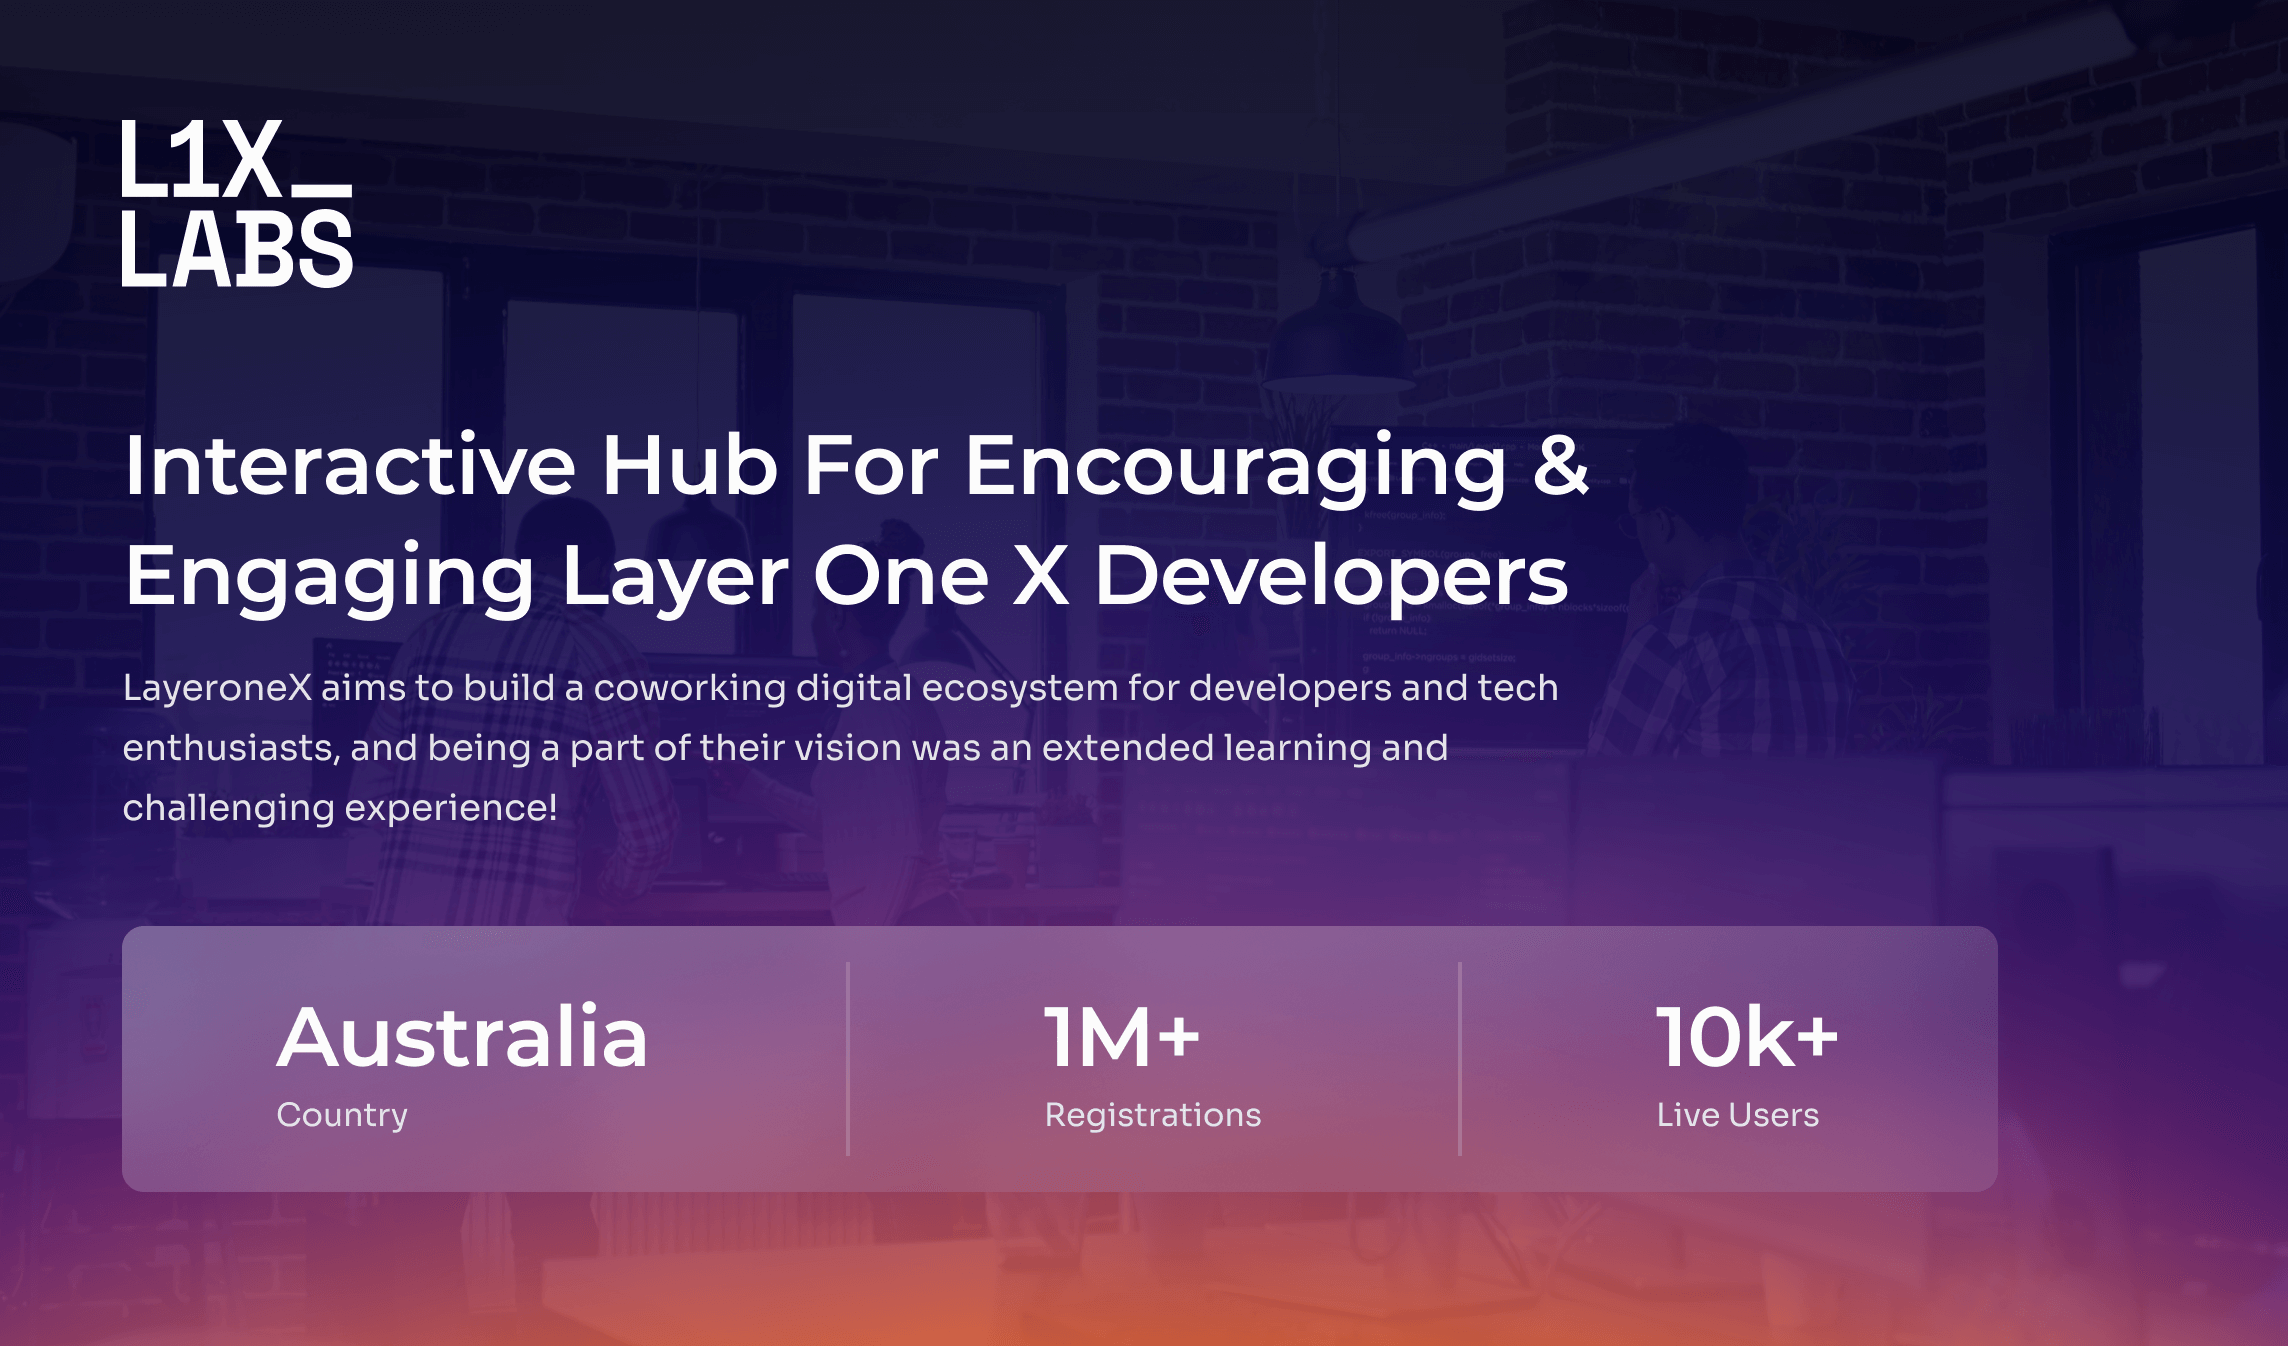 L1X_
LABS
Interactive Hub For Encouraging &
Engaging Layer One X Developers
LayeroneX aims to build a coworking digital ecosystem for developers and tech
enthusiasts, and being a part of their vision was an extended learning and
challenging experience!
Australia
Country
1M+
Registrations
10k+
Live Users